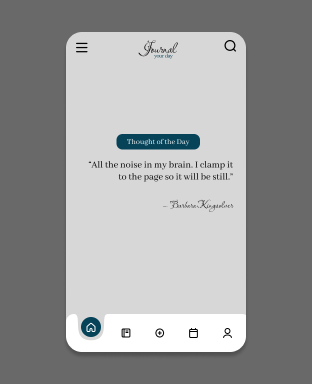 Journal
your day
Thought of the Day
“All the noise in my brain. I clamp it
to the page so it will be still.”
– Barbara Kingsolver